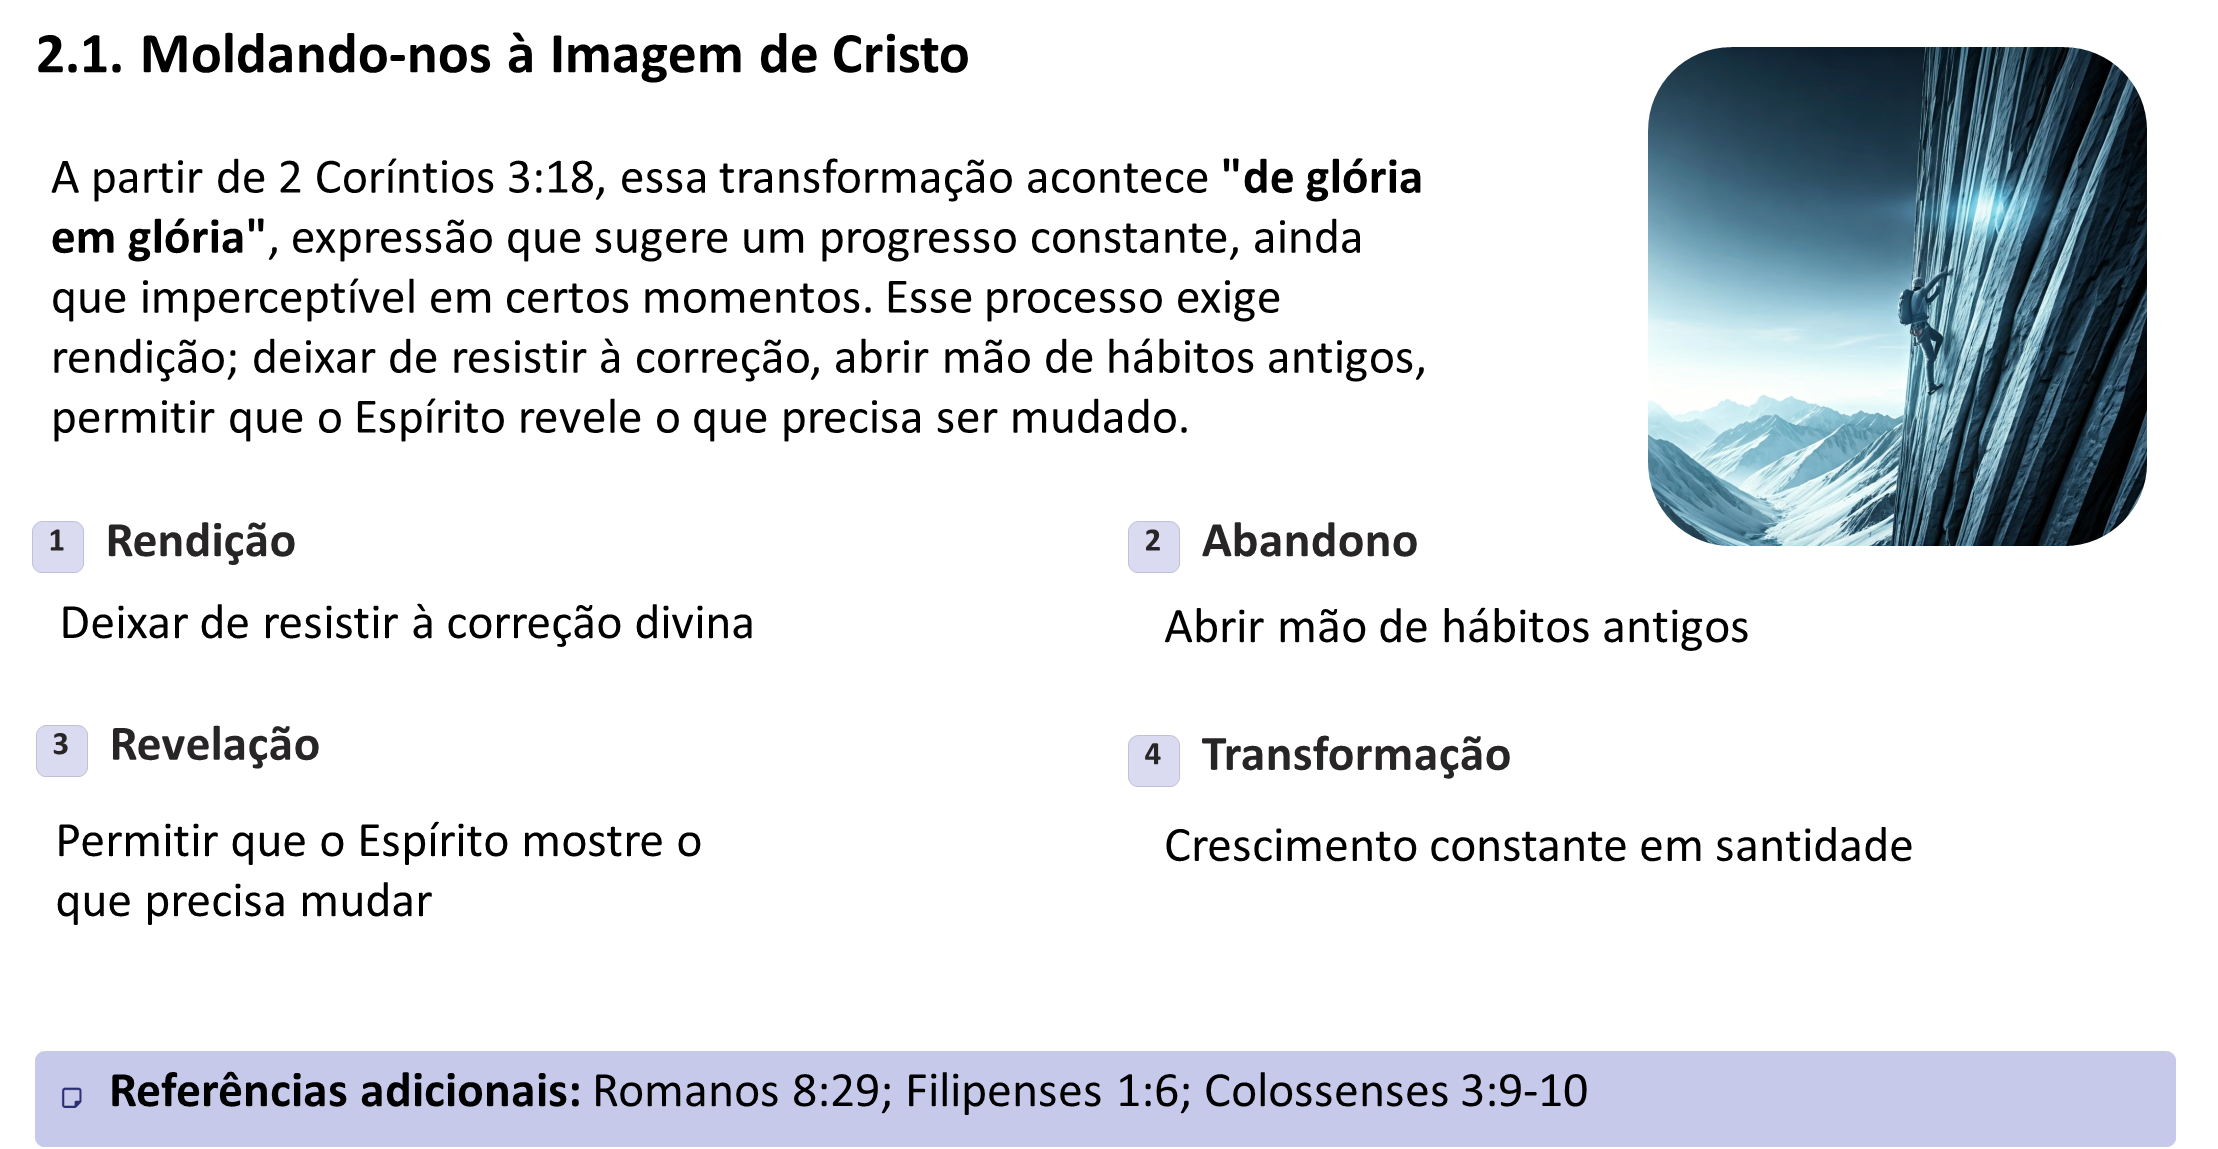 2.1. Moldando-nos à Imagem de Cristo
A partir de 2 Coríntios 3:18, essa transformação acontece "de glória
em glória", expressão que sugere um progresso constante, ainda
que imperceptível em certos momentos. Esse processo exige
rendição; deixar de resistir à correção, abrir mão de hábitos antigos,
permitir que o Espírito revele o que precisa ser mudado.
1 Rendição
Deixar de resistir à correção divina
2 Abandono
Abrir mão de hábitos antigos
3 Revelação
Permitir que o Espírito mostre o
que precisa mudar
4 Transformação
Crescimento constante em santidade
Referências adicionais: Romanos 8:29; Filipenses 1:6; Colossenses 3:9-10